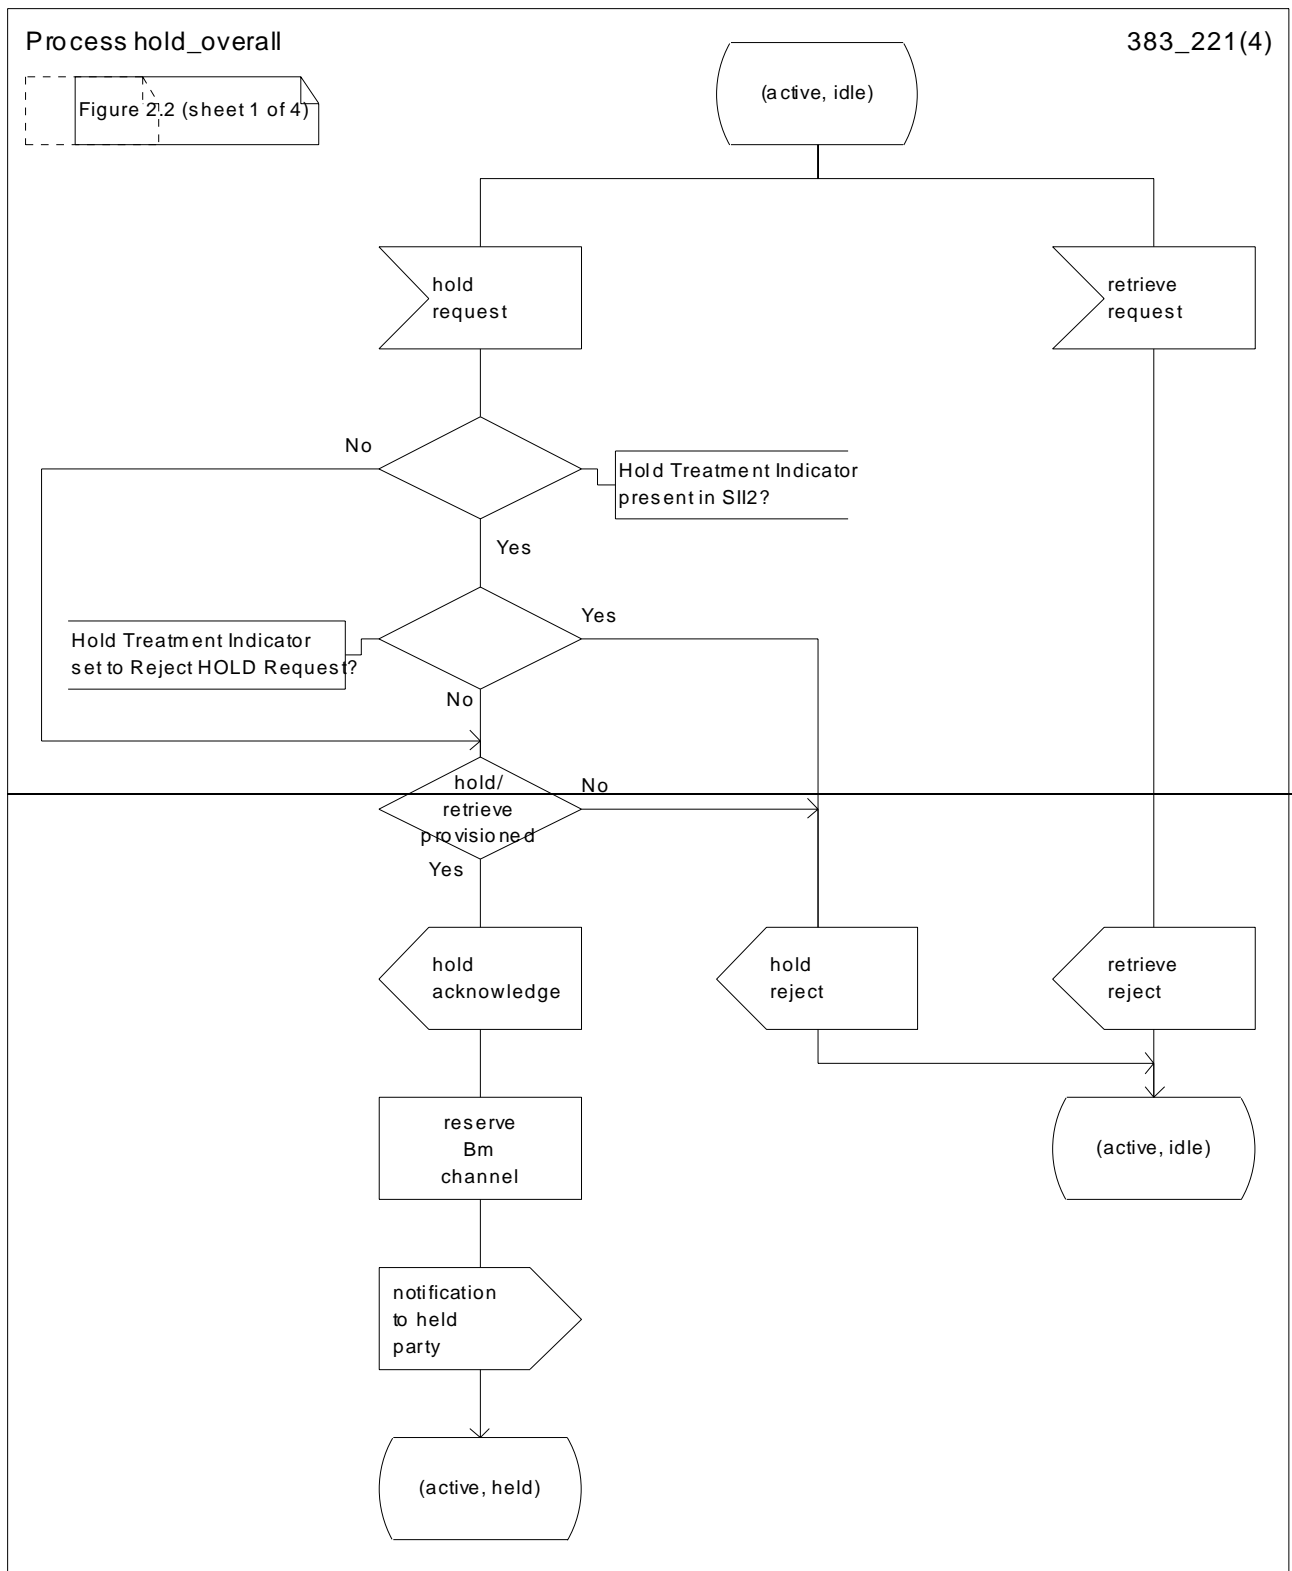 Process hold_overall
383_221(4)
Figure 2.2 (sheet 1 of 4)
(active, idle)
hold
request
retrieve
request
No
Hold Treatment Indicator
present in SII2?
Yes
Yes
Hold Treatment Indicator
set to Reject HOLD Request?
No
hold/
retrieve
provisioned
No
Yes
hold
acknowledge
hold
reject
retrieve
reject
reserve
Bm
channel
(active, idle)
notification
to held
party
(active, held)